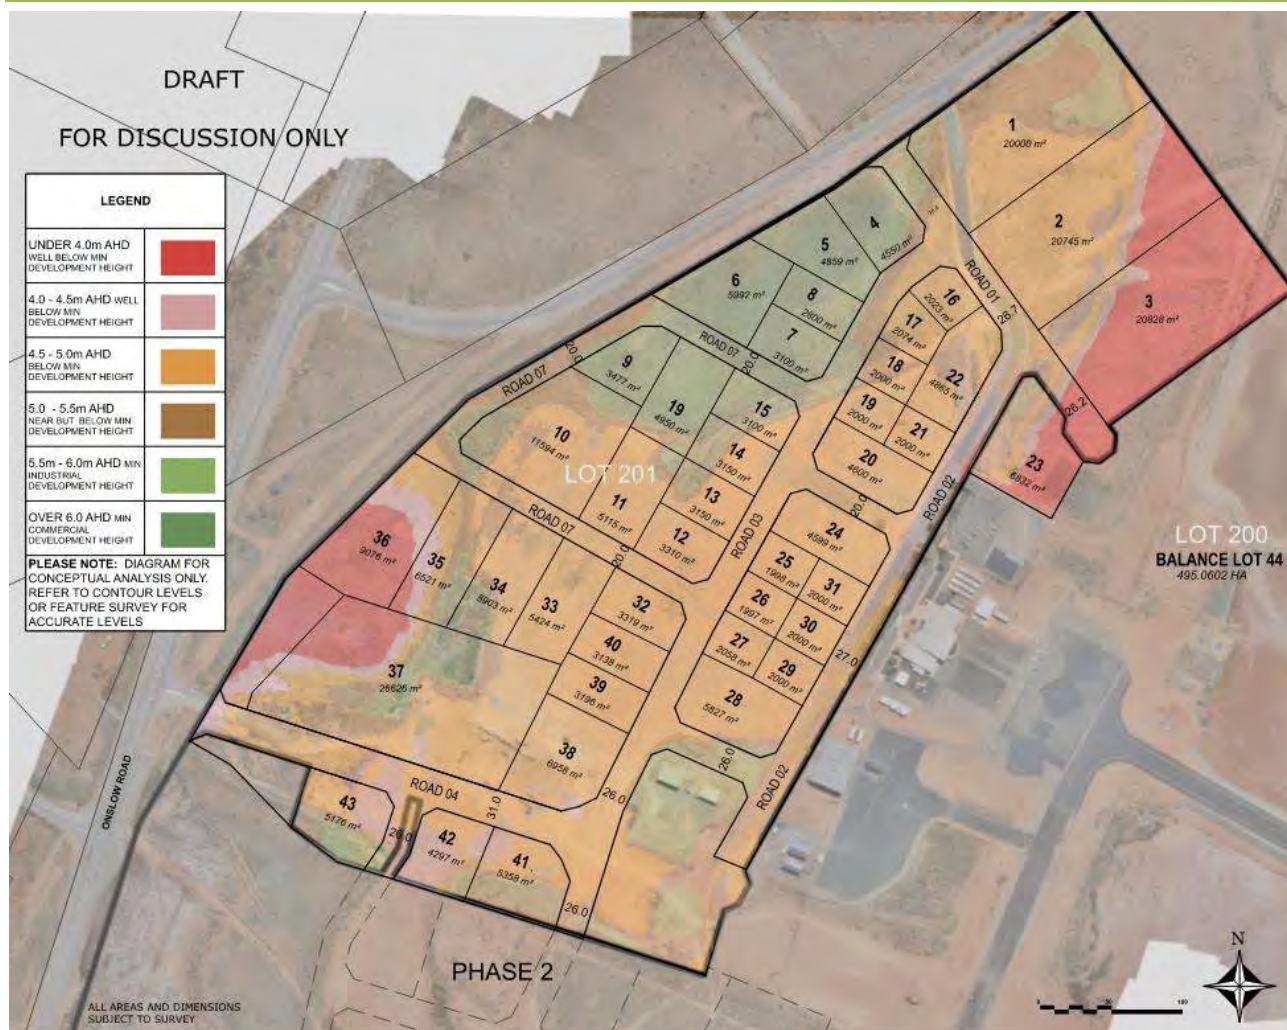 DRAFT
FOR DISCUSSION ONLY
LEGEND
UNDER 4.0m AHD
WELL BELOW MIN
DEVELOPMENT HEIGHT
4.0 - 4.5m AHD WELL
BELOW MIN
DEVELOPMENT HEIGHT
4.5 - 5.0m AHD
BELOW MIN
DEVELOPMENT HEIGHT
5.0 - 5.5m AHD
NEAR BUT BELOW MIN
DEVELOPMENT HEIGHT
5.5m - 6.0m AHD MIN
INDUSTRIAL
DEVELOPMENT HEIGHT
OVER 6.0 AHD MIN
COMMERCIAL
DEVELOPMENT HEIGHT
PLEASE NOTE: DIAGRAM FOR
CONCEPTUAL ANALYSIS ONLY.
REFER TO CONTOUR LEVELS
OR FEATURE SURVEY FOR
ACCURATE LEVELS
1
20008 m²
2
20745 m²
3
20828 m²
4
4550 m²
5
4859 m²
6
5992 m²
8
2600 m²
7
3100 m²
ROAD 01
26.7
26.2
16
2023 m²
17
2074 m²
18
2000 m²
19
2000 m²
22
4865 m²
21
2000 m²
20
4600 m²
23
6832 m²
ROAD 07
20.0
ROAD 07
20.0
9
3477 m²
19
4950 m²
15
3100 m²
14
3150 m²
13
3150 m²
12
3310 m²
10
11594 m²
11
5115 m²
LOT 201
ROAD 07
20.0
ROAD 03
20.0
ROAD 02
24
4599 m²
25
1998 m²
31
2000 m²
26
1997 m²
30
2000 m²
27
2058 m²
29
2000 m²
28
5827 m²
27.0
LOT 200
BALANCE LOT 44
495.0602 HA
36
9076 m²
35
6521 m²
34
8903 m²
33
5424 m²
32
3319 m²
40
3138 m²
39
3196 m²
38
6958 m²
37
26626 m²
ROAD 04
31.0
26.0
26.0
ROAD 02
43
5176 m²
20.0
42
4297 m²
41
5358 m²
26.0
ONSLOW ROAD
PHASE 2
N
ALL AREAS AND DIMENSIONS
SUBJECT TO SURVEY